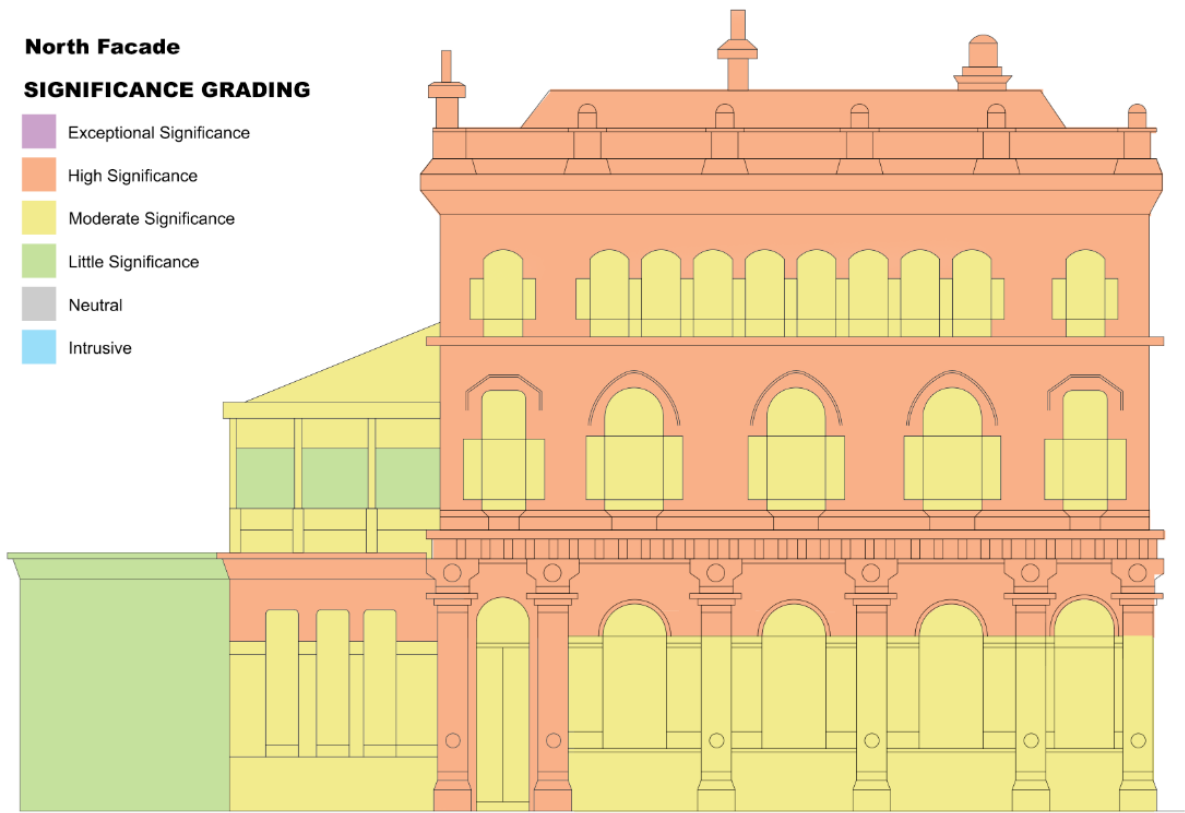 North Facade
SIGNIFICANCE GRADING
Exceptional Significance
High Significance
Moderate Significance
Little Significance
Neutral
Intrusive